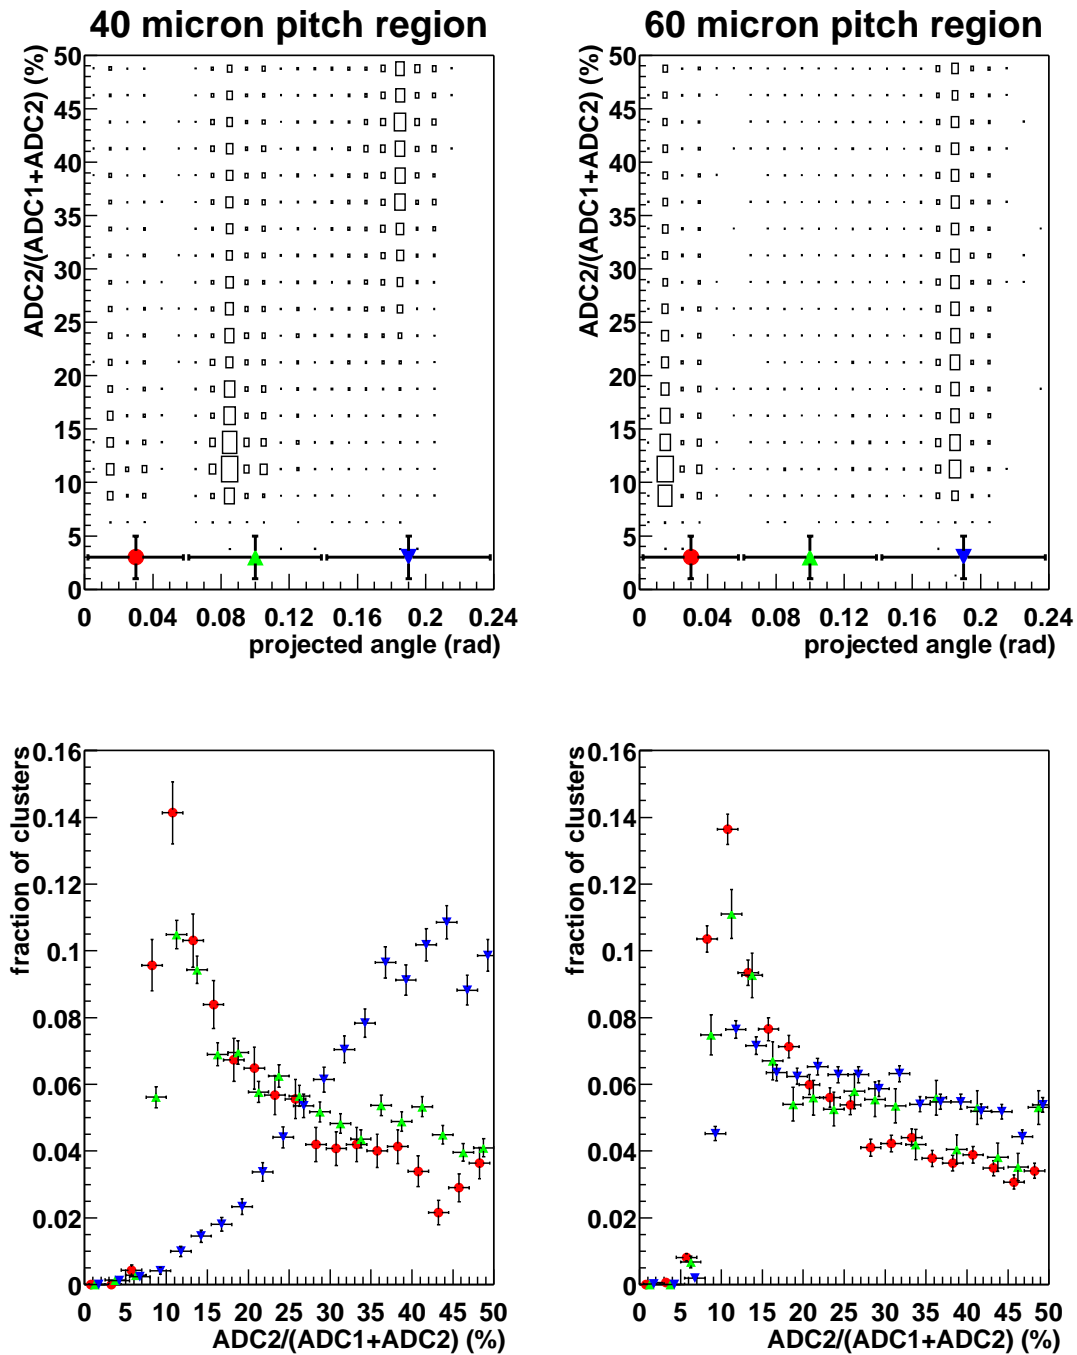 40 micron pitch region
60 micron pitch region
ADC2/(ADC1+ADC2) (%)
50
45
40
35
30
25
20
15
10
5
0
0 0.04 0.08 0.12 0.16 0.2 0.24
projected angle (rad)
ADC2/(ADC1+ADC2) (%)
50
45
40
35
30
25
20
15
10
5
0
0 0.04 0.08 0.12 0.16 0.2 0.24
projected angle (rad)
fraction of clusters
0.16
0.14
0.12
0.1
0.08
0.06
0.04
0.02
0
0 5 10 15 20 25 30 35 40 45 50
ADC2/(ADC1+ADC2) (%)
fraction of clusters
0.16
0.14
0.12
0.1
0.08
0.06
0.04
0.02
0
0 5 10 15 20 25 30 35 40 45 50
ADC2/(ADC1+ADC2) (%)